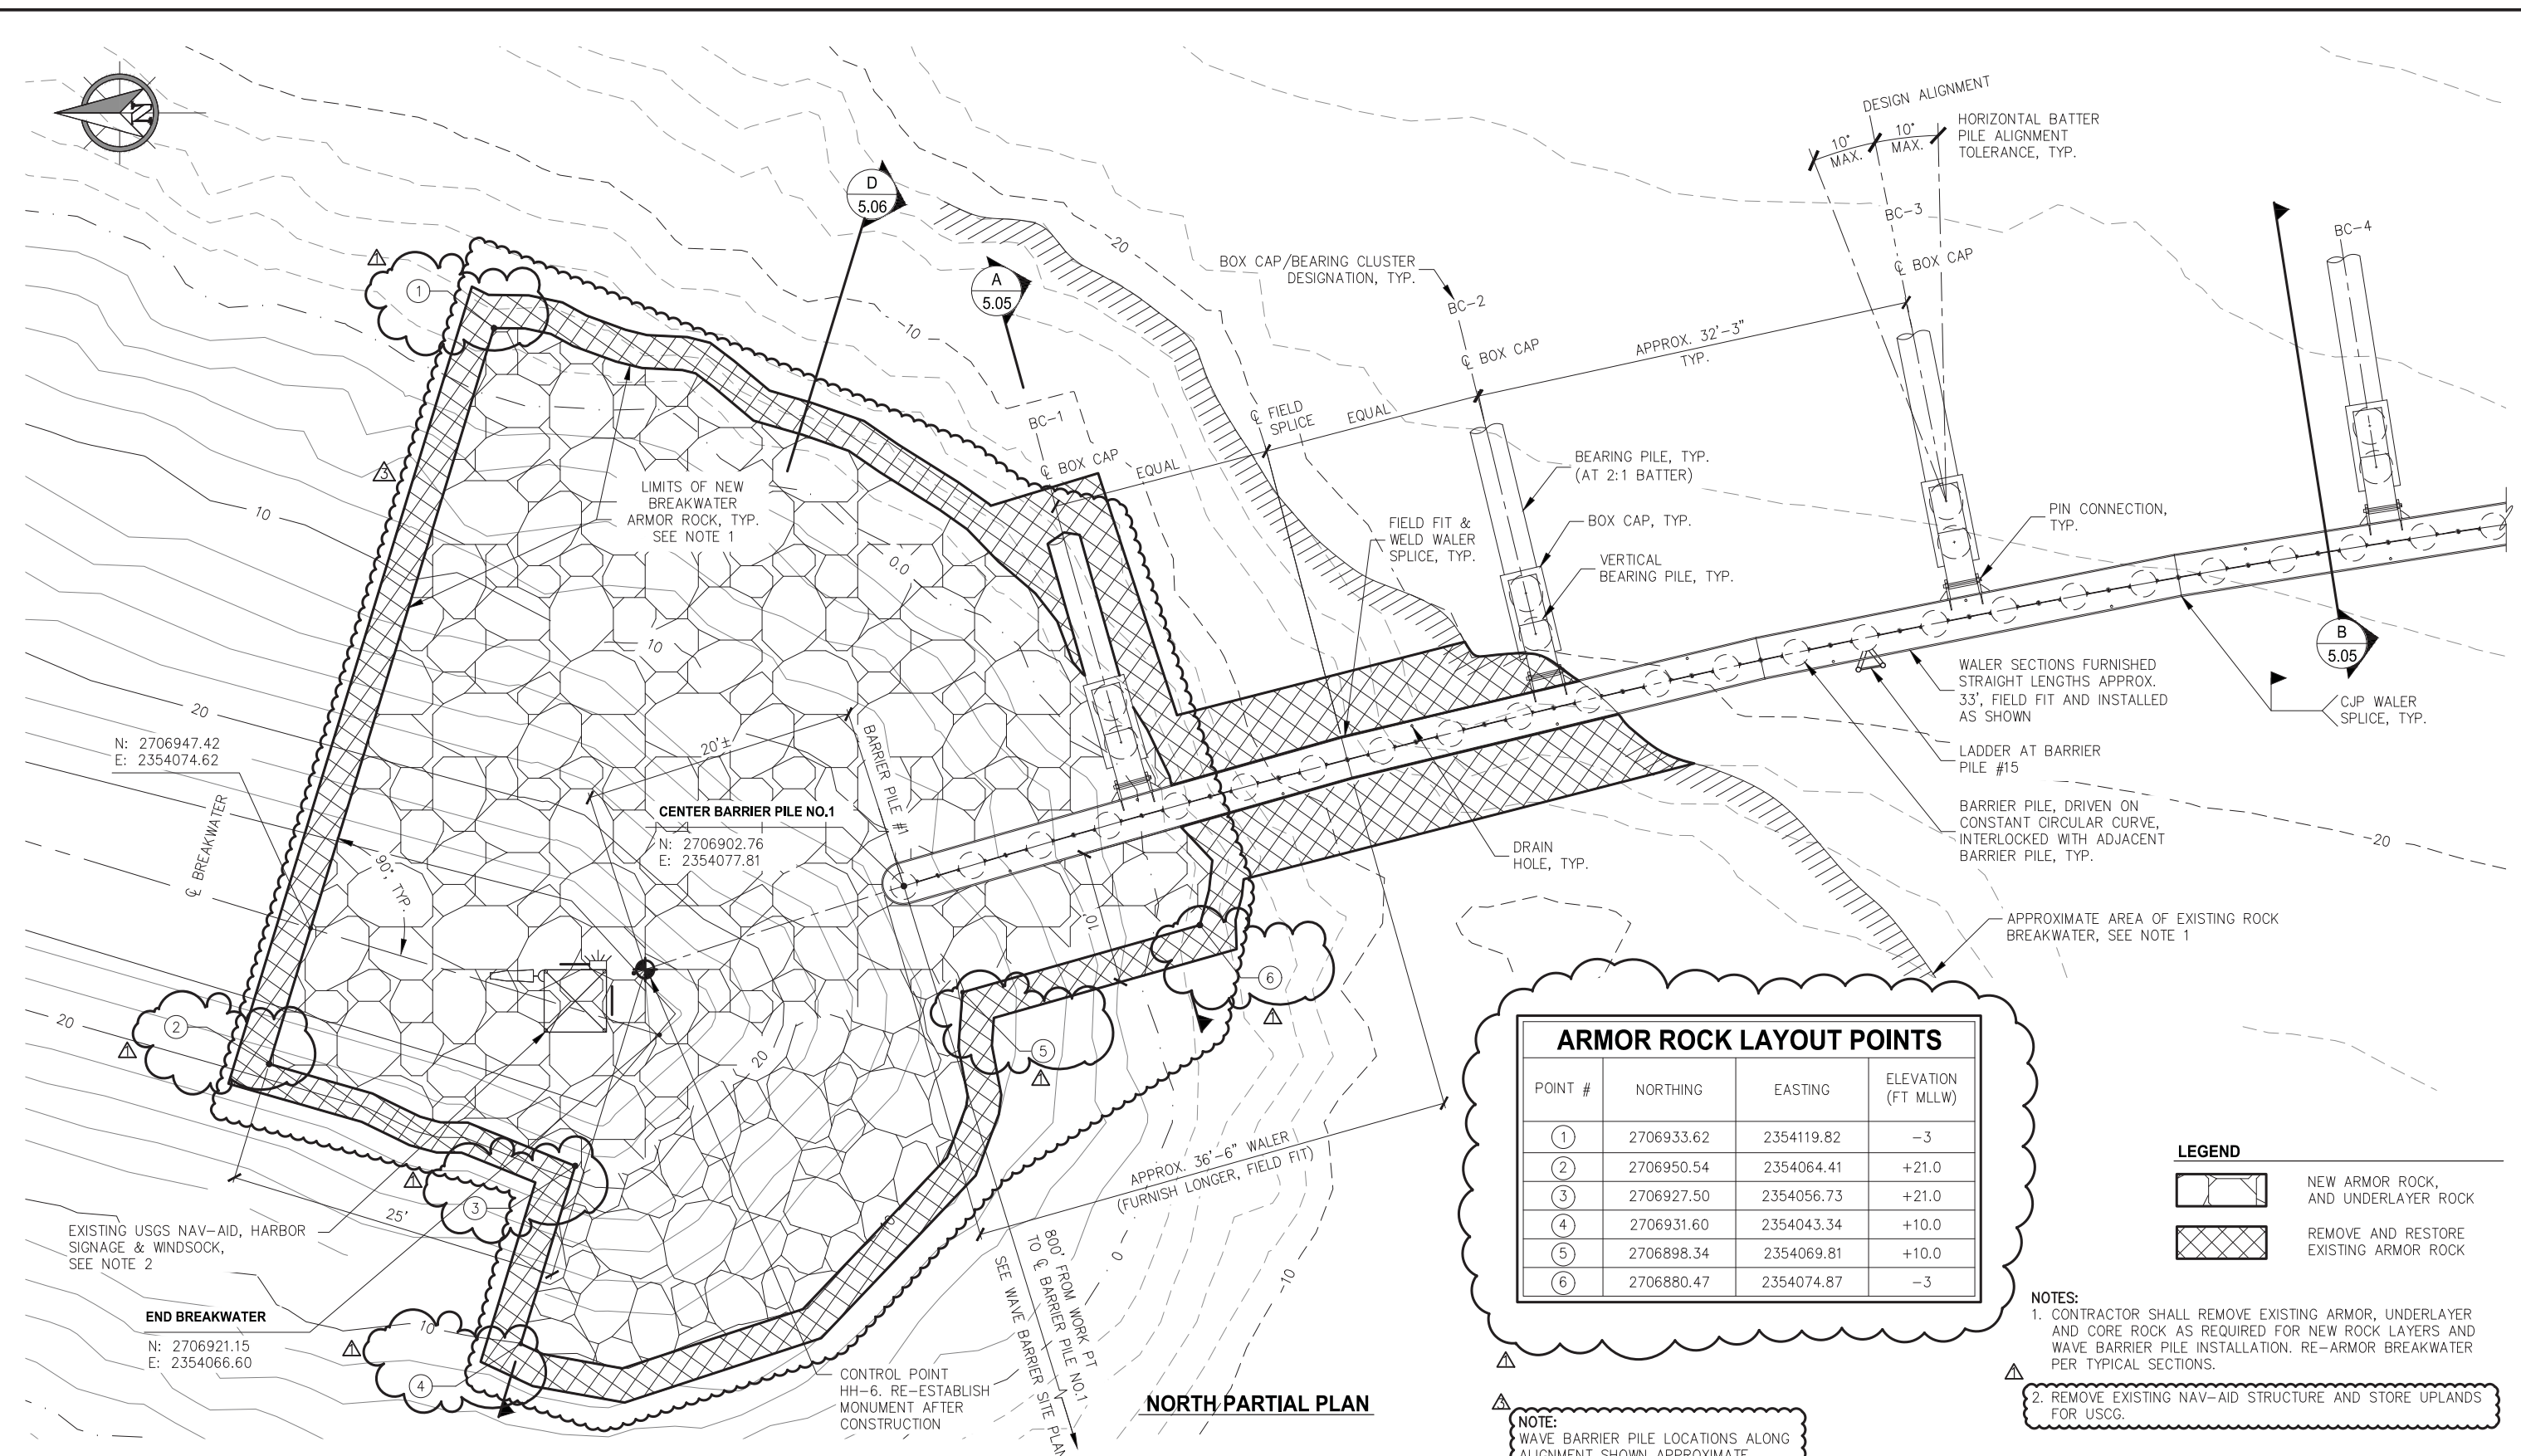 N
D
5.06
A
5.05
1
1
3
LIMITS OF NEW
BREAKWATER
ARMOR ROCK, TYP.
SEE NOTE 1
10
20
-10
-20
0.0
10
BC-1
℄ BOX CAP
EQUAL
℄ FIELD
SPLICE
EQUAL
BOX CAP/BEARING CLUSTER
DESIGNATION, TYP.
BC-2
℄ BOX CAP
APPROX. 32'-3"
TYP.
DESIGN ALIGNMENT
10°
MAX.
10°
MAX.
HORIZONTAL BATTER
PILE ALIGNMENT
TOLERANCE, TYP.
BC-3
℄ BOX CAP
BC-4
BEARING PILE, TYP.
(AT 2:1 BATTER)
BOX CAP, TYP.
VERTICAL
BEARING PILE, TYP.
FIELD FIT &
WELD WALER
SPLICE, TYP.
PIN CONNECTION,
TYP.
B
5.05
WALER SECTIONS FURNISHED
STRAIGHT LENGTHS APPROX.
33', FIELD FIT AND INSTALLED
AS SHOWN
CJP WALER
SPLICE, TYP.
LADDER AT BARRIER
PILE #15
BARRIER PILE, DRIVEN ON
CONSTANT CIRCULAR CURVE,
INTERLOCKED WITH ADJACENT
BARRIER PILE, TYP.
-20
DRAIN
HOLE, TYP.
APPROXIMATE AREA OF EXISTING ROCK
BREAKWATER, SEE NOTE 1
N: 2706947.42
E: 2354074.62
℄ BREAKWATER
90°, TYP.
20'±
BARRIER PILE #1
CENTER BARRIER PILE NO.1
N: 2706902.76
E: 2354077.81
10
20
2
1
20
5
1
6
1
3
1
25'
EXISTING USGS NAV-AID, HARBOR
SIGNAGE & WINDSOCK,
SEE NOTE 2
END BREAKWATER
N: 2706921.15
E: 2354066.60
10
1
4
10
CONTROL POINT
HH-6. RE-ESTABLISH
MONUMENT AFTER
CONSTRUCTION
APPROX. 36'-6" WALER
(FURNISH LONGER, FIELD FIT)
800' FROM WORK PT
TO ℄ BARRIER PILE NO.1
SEE WAVE BARRIER SITE PLAN
0
-10
NORTH PARTIAL PLAN
ARMOR ROCK LAYOUT POINTS
POINT # NORTHING EASTING ELEVATION (FT MLLW)
1 2706933.62 2354119.82 -3
2 2706950.54 2354064.41 +21.0
3 2706927.50 2354056.73 +21.0
4 2706931.60 2354043.34 +10.0
5 2706898.34 2354069.81 +10.0
6 2706880.47 2354074.87 -3
1
LEGEND
NEW ARMOR ROCK,
AND UNDERLAYER ROCK
REMOVE AND RESTORE
EXISTING ARMOR ROCK
NOTES:
1. CONTRACTOR SHALL REMOVE EXISTING ARMOR, UNDERLAYER
AND CORE ROCK AS REQUIRED FOR NEW ROCK LAYERS AND
WAVE BARRIER PILE INSTALLATION. RE-ARMOR BREAKWATER
PER TYPICAL SECTIONS.
1
2. REMOVE EXISTING NAV-AID STRUCTURE AND STORE UPLANDS
FOR USCG.
3
NOTE:
WAVE BARRIER PILE LOCATIONS ALONG
ALIGNMENT SHOWN APPROXIMATE